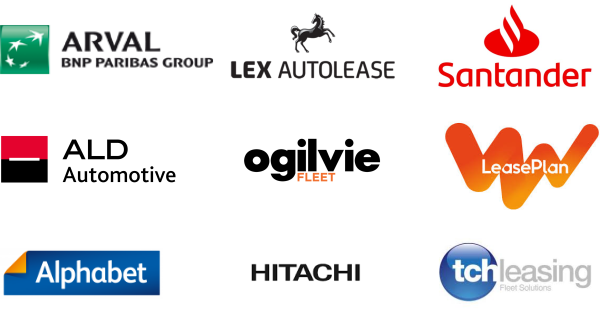 ARVAL
BNP PARIBAS GROUP
LEX AUTOLEASE
Santander
ALD
Automotive
ogilvie
FLEET
LeasePlan
Alphabet
HITACHI
tchleasing
Fleet Solutions